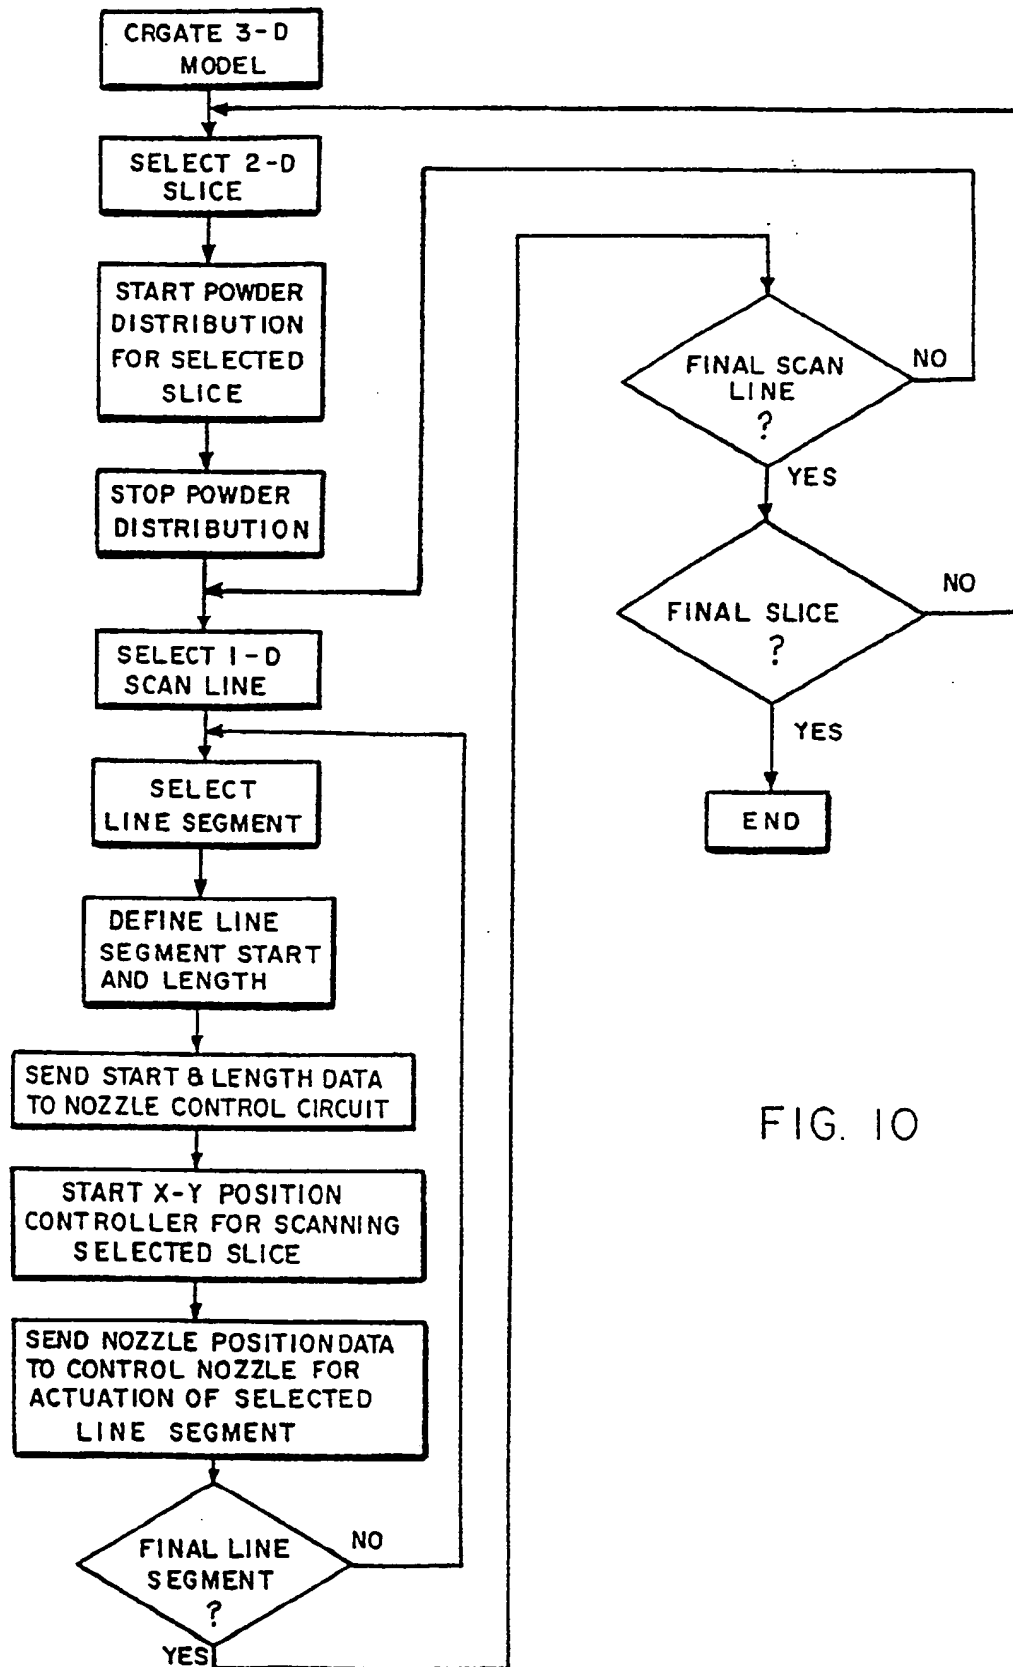 CRGATE 3-D
MODEL
SELECT 2-D
SLICE
START POWDER
DISTRIBUTION
FOR SELECTED
SLICE
STOP POWDER
DISTRIBUTION
SELECT 1-D
SCAN LINE
SELECT
LINE SEGMENT
DEFINE LINE
SEGMENT START
AND LENGTH
SEND START & LENGTH DATA
TO NOZZLE CONTROL CIRCUIT
START X-Y POSITION
CONTROLLER FOR SCANNING
SELECTED SLICE
SEND NOZZLE POSITION DATA
TO CONTROL NOZZLE FOR
ACTUATION OF SELECTED
LINE SEGMENT
FINAL LINE
SEGMENT
?
NO
YES
FINAL SCAN
LINE
?
NO
YES
FINAL SLICE
?
NO
YES
END
FIG. 10